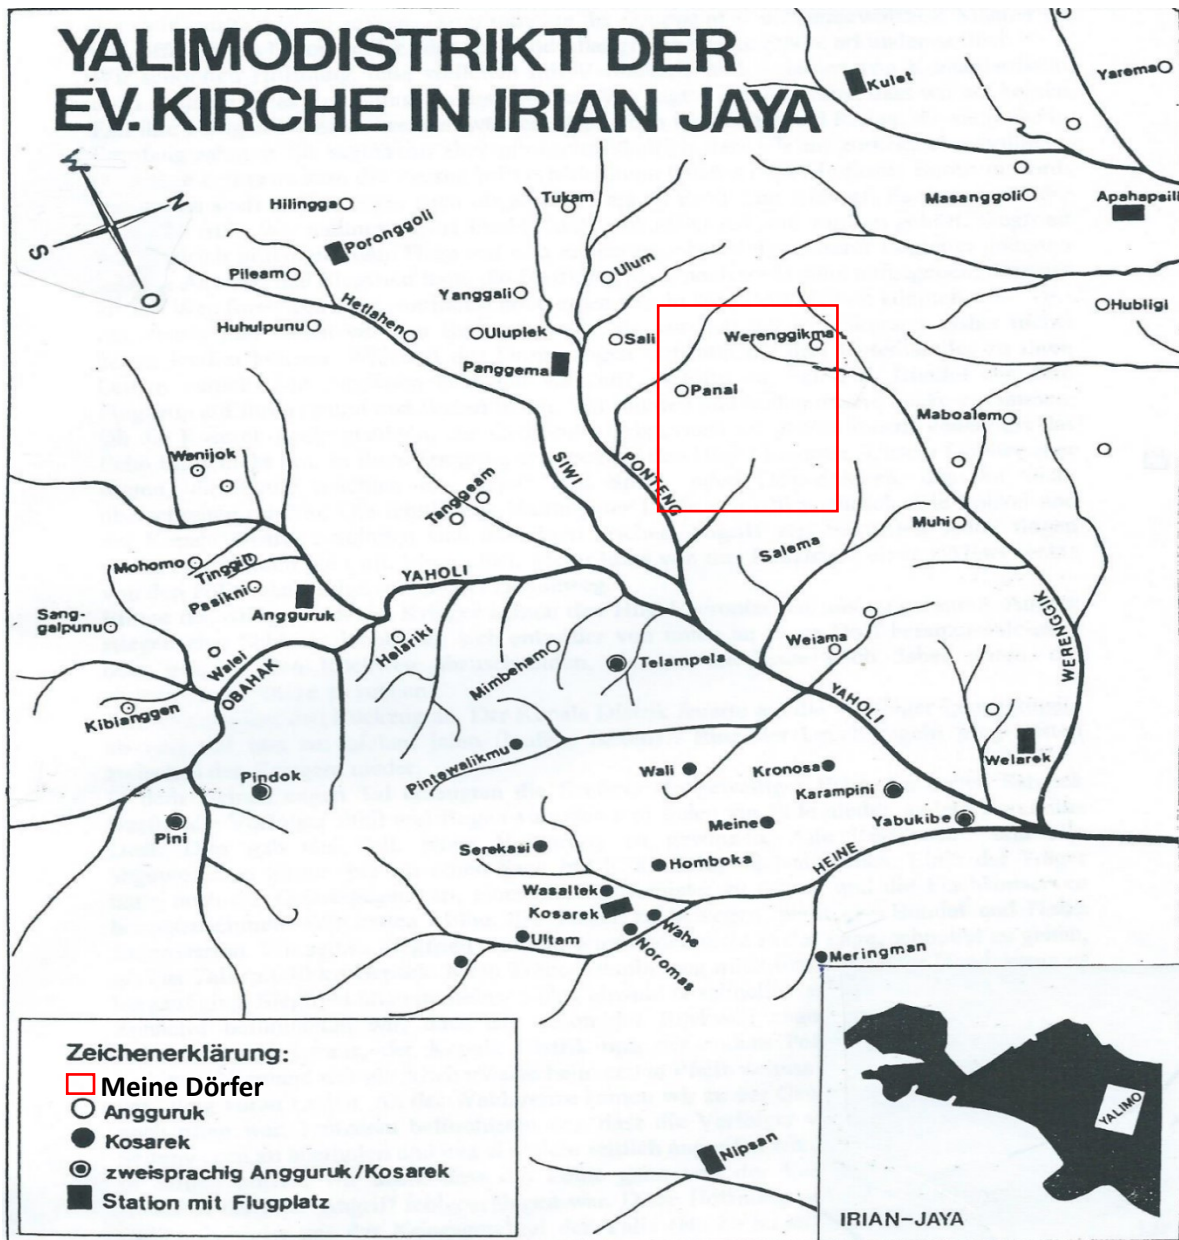 YALIMODISTRIKT DER
EV. KIRCHE IN IRIAN JAYA
Kulet
Yarema
W
N
S
O
Hilingga
Poronggoli
Tukam
Masanggoli
Apahapsili
Pileam
Hetlahen
Yanggali
Ulum
Hubligi
Huhulpunu
Uluplek
Sali
Werenggikma
Panggema
Panal
Maboalem
Wanijok
SIWI
PONTENG
Tanggeam
Muhi
Salema
Mohomo
Tinggil
Pasikni
YAHOLI
Angguruk
Sang-
galpunu
Walei
OBAHAK
Helariki
Mimbeham
Telampela
Welama
WERENGGIK
Kibianggen
YAHOLI
Pindok
Pintewalikmu
Wali
Kronosa
Welarek
Karampini
Pini
Meine
Yabukibe
Serekasi
Homboka
HEINE
Wasaltek
Kosarek
Wahe
Ultam
Noromas
Meringman
Zeichenerklärung:
Meine Dörfer
Angguruk
Kosarek
zweisprachig Angguruk/Kosarek
Station mit Flugplatz
Nipsan
YALIMO
IRIAN-JAYA